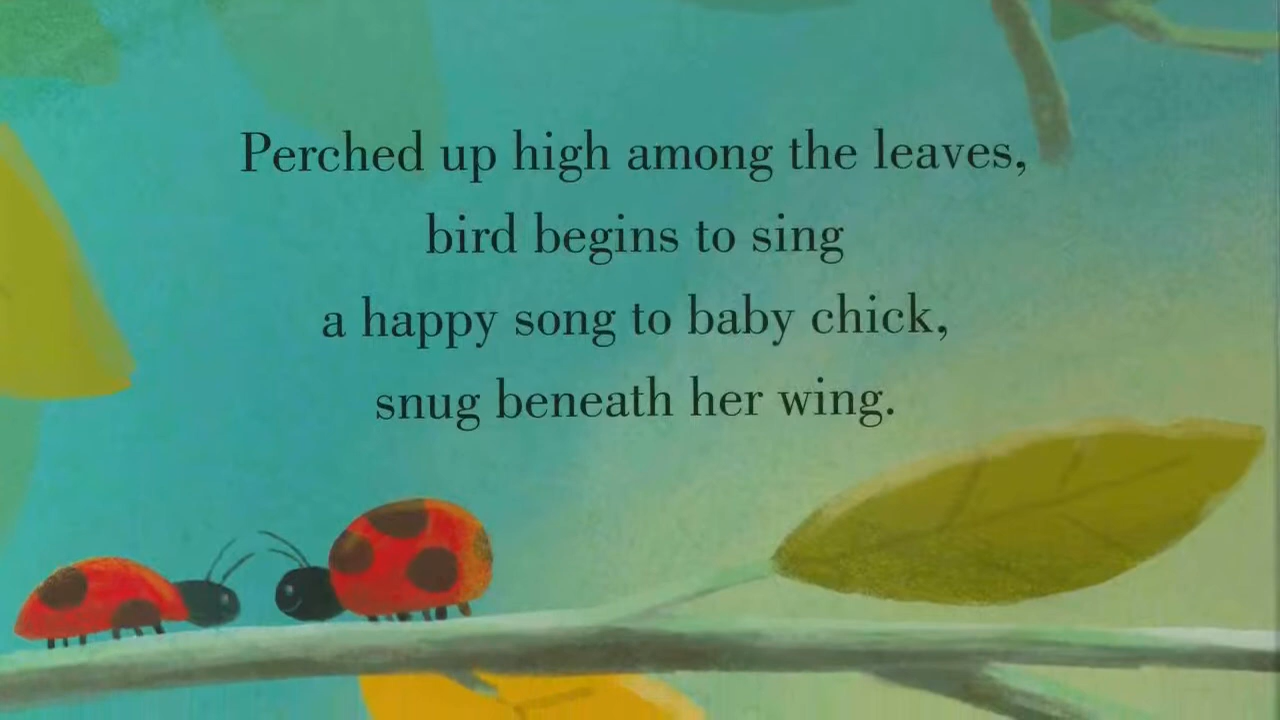 Perched up high among the leaves,
bird begins to sing
a happy song to baby chick,
snug beneath her wing.